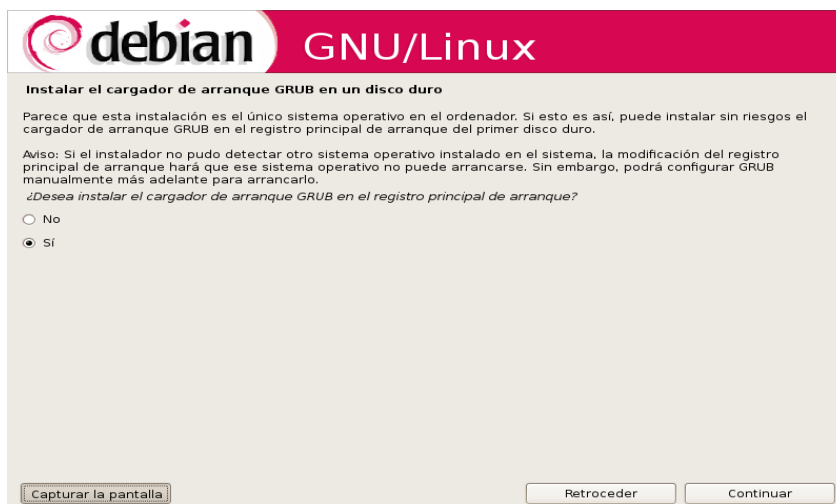 debian GNU/Linux
Instalar el cargador de arranque GRUB en un disco duro
Parece que esta instalación es el único sistema operativo en el ordenador. Si esto es así, puede instalar sin riesgos el
cargador de arranque GRUB en el registro principal de arranque del primer disco duro.
Aviso: Si el instalador no pudo detectar otro sistema operativo instalado en el sistema, la modificación del registro
principal de arranque hará que ese sistema operativo no puede arrancarse. Sin embargo, podrá configurar GRUB
manualmente más adelante para arrancarlo.
¿Desea instalar el cargador de arranque GRUB en el registro principal de arranque?
No
Sí
Capturar la pantalla Retroceder Continuar